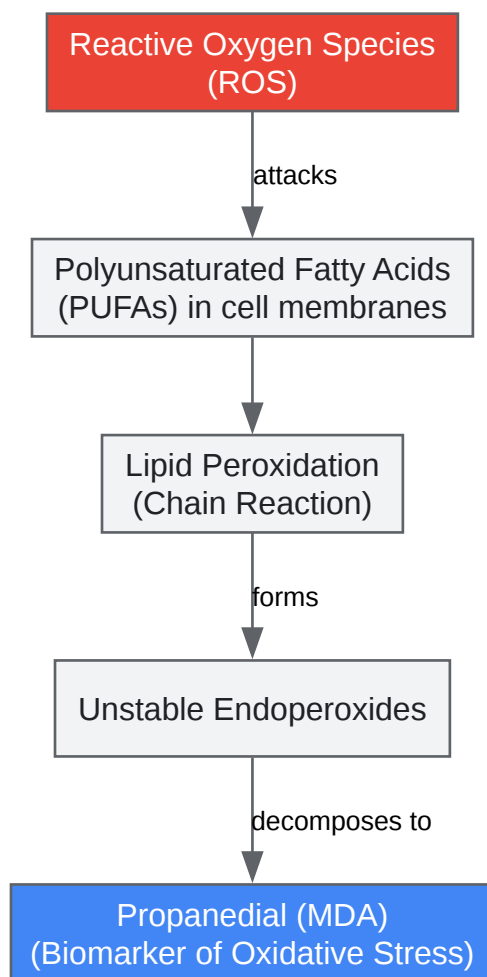 Reactive Oxygen Species
(ROS)
attacks
Polyunsaturated Fatty Acids
(PUFAs) in cell membranes
Lipid Peroxidation
(Chain Reaction)
forms
Unstable Endoperoxides
decomposes to
Propanedial (MDA)
(Biomarker of Oxidative Stress)